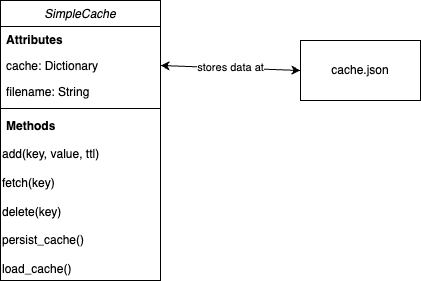 SimpleCache
Attributes
cache: Dictionary
filename: String
stores data at
cache.json
Methods
add(key, value, ttl)
fetch(key)
delete(key)
persist_cache()
load_cache()